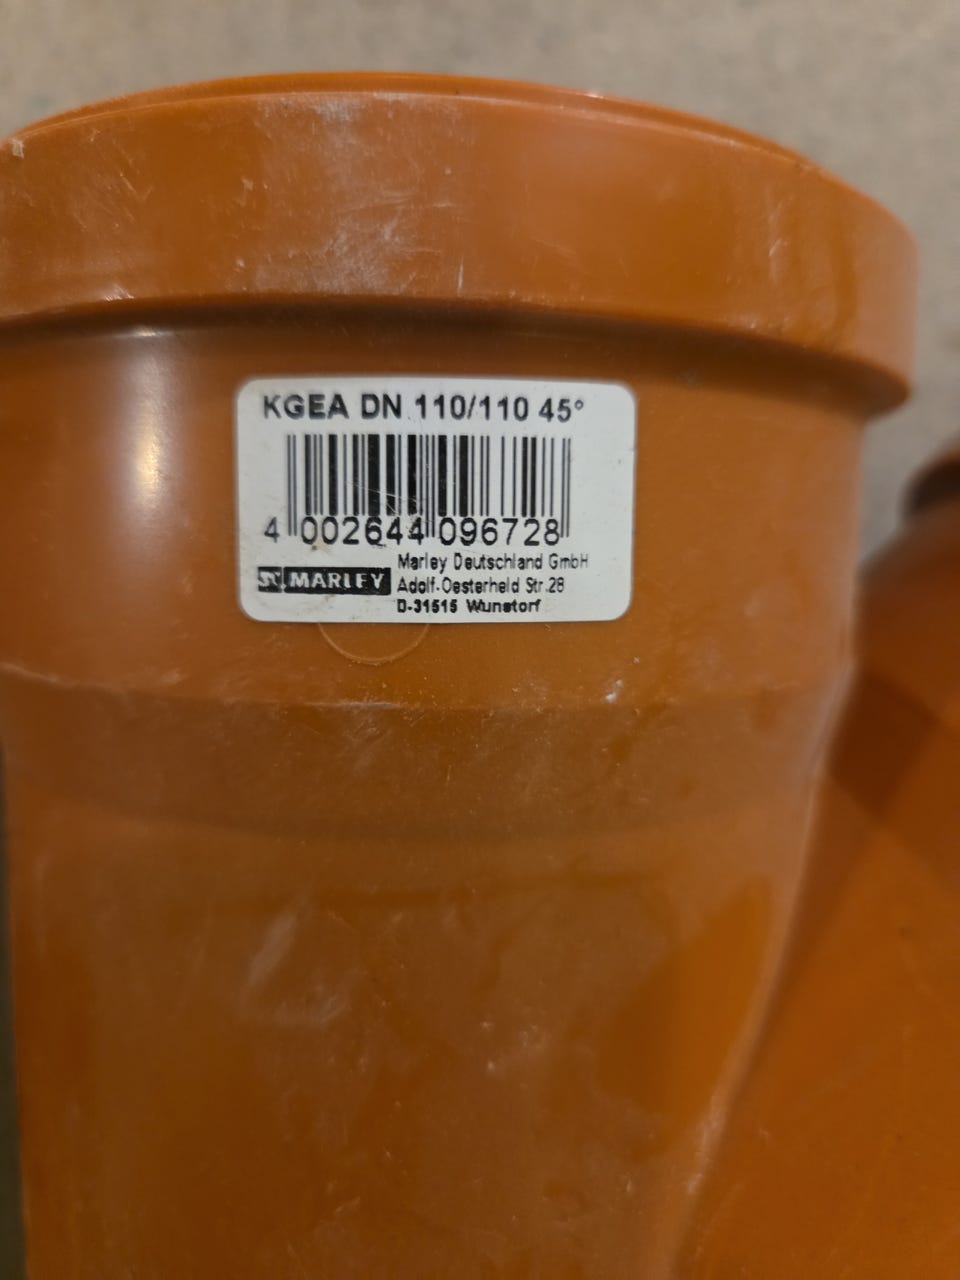 KGEA DN 110/110 45°
4 002644 096728
MARLEY
Marley Deutschland GmbH
Adolf-Oesterheld Str.28
D-31515 Wunstorf